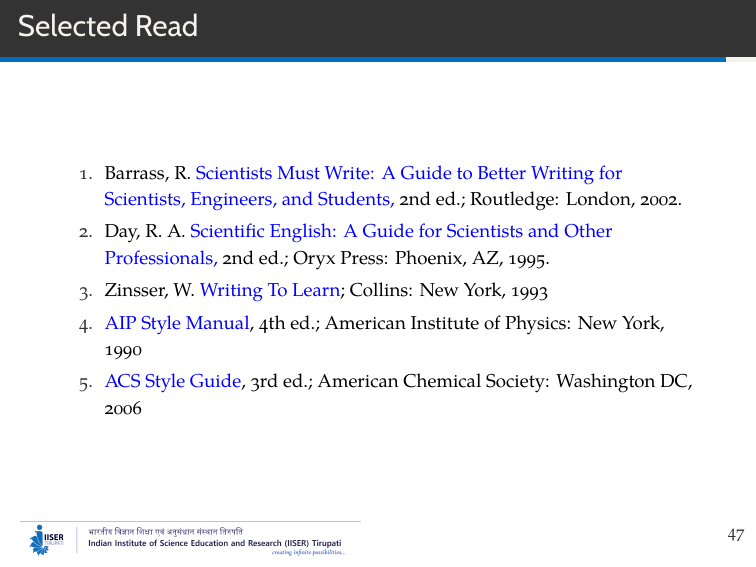 Selected Read
1. Barrass, R. Scientists Must Write: A Guide to Better Writing for
Scientists, Engineers, and Students, 2nd ed.; Routledge: London, 2002.
2. Day, R. A. Scientific English: A Guide for Scientists and Other
Professionals, 2nd ed.; Oryx Press: Phoenix, AZ, 1995.
3. Zinsser, W. Writing To Learn; Collins: New York, 1993
4. AIP Style Manual, 4th ed.; American Institute of Physics: New York,
1990
5. ACS Style Guide, 3rd ed.; American Chemical Society: Washington DC,
2006
IISER
TIRUPATI
भारतीय विज्ञान शिक्षा एवं अनुसंधान संस्थान तिरुपति
Indian Institute of Science Education and Research (IISER) Tirupati
creating infinite possibilities...
47